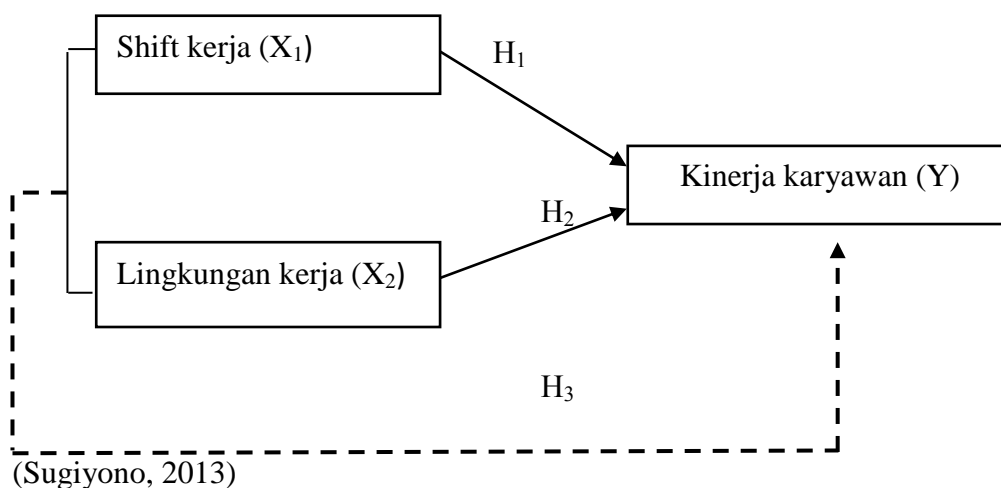 Shift kerja (X₁)
H₁
Kinerja karyawan (Y)
H₂
Lingkungan kerja (X₂)
H₃
(Sugiyono, 2013)